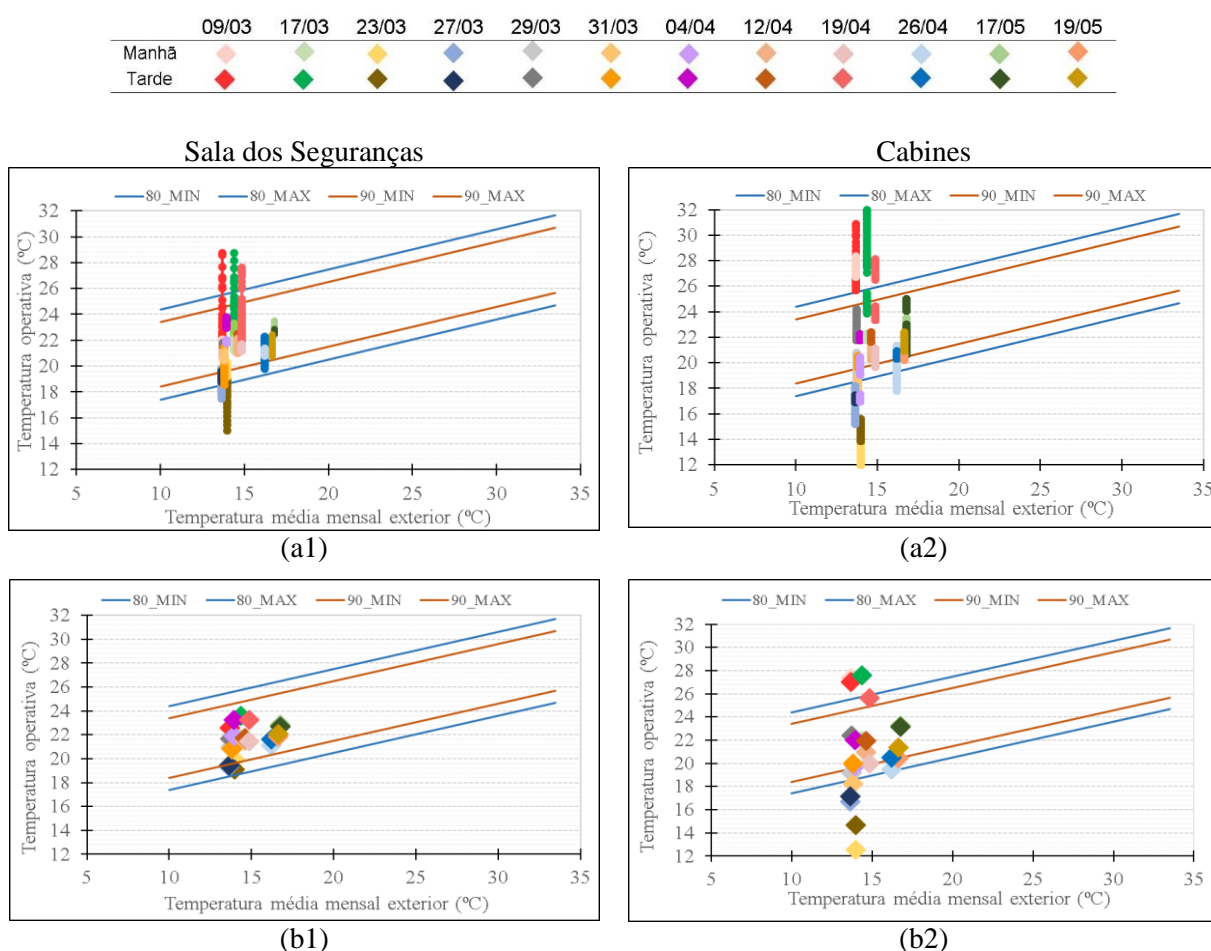 09/03 17/03 23/03 27/03 29/03 31/03 04/04 12/04 19/04 26/04 17/05 19/05
Manhã
Tarde
Sala dos Seguranças
80_MIN 80_MAX 90_MIN 90_MAX
Temperatura operativa (ºC)
32
30
28
26
24
22
20
18
16
14
12
5 10 15 20 25 30 35
Temperatura média mensal exterior (ºC)
(a1)
Cabines
80_MIN 80_MAX 90_MIN 90_MAX
Temperatura operativa (ºC)
32
30
28
26
24
22
20
18
16
14
12
5 10 15 20 25 30 35
Temperatura média mensal exterior (ºC)
(a2)
80_MIN 80_MAX 90_MIN 90_MAX
Temperatura operativa (ºC)
32
30
28
26
24
22
20
18
16
14
12
5 10 15 20 25 30 35
Temperatura média mensal exterior (ºC)
(b1)
80_MIN 80_MAX 90_MIN 90_MAX
Temperatura operativa (ºC)
32
30
28
26
24
22
20
18
16
14
12
5 10 15 20 25 30 35
Temperatura média mensal exterior (ºC)
(b2)